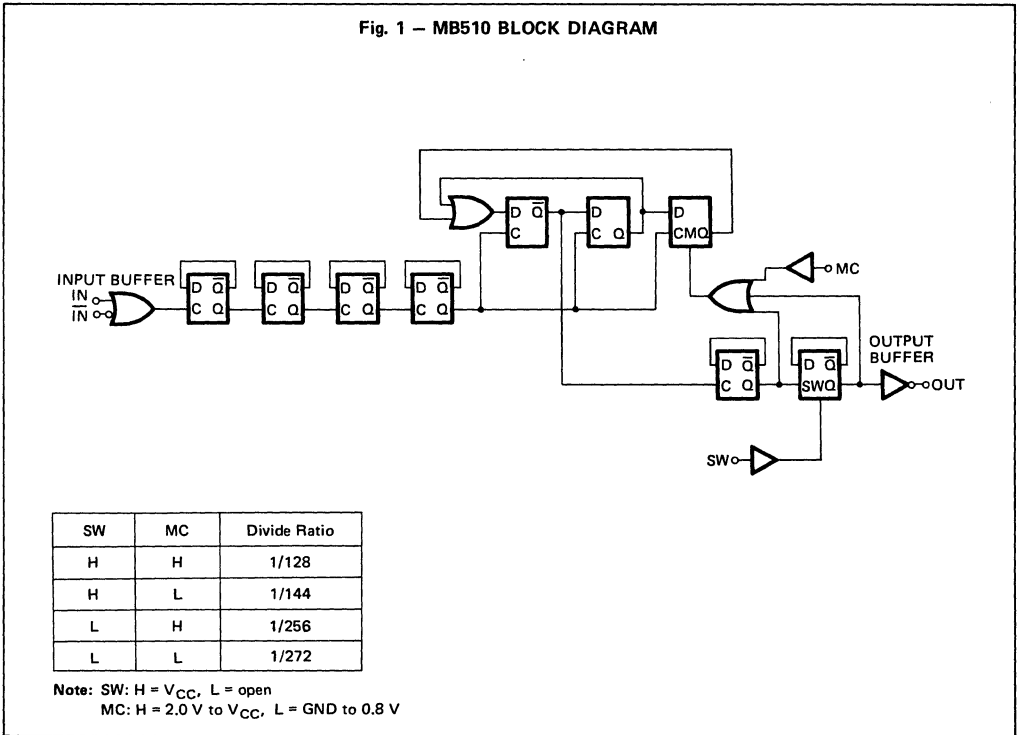 Fig. 1 — MB510 BLOCK DIAGRAM
D Q̅
D
D
C
C Q
CMQ
MC
INPUT BUFFER
IN
I̅N̅
D Q̅
C Q
D Q̅
C Q
D Q̅
C Q
D Q̅
C Q
OUTPUT
BUFFER
D Q̅
C Q
D Q̅
SWQ
OUT
SW
SW MC Divide Ratio
H H 1/128
H L 1/144
L H 1/256
L L 1/272
Note: SW: H = VCC, L = open
MC: H = 2.0 V to VCC, L = GND to 0.8 V